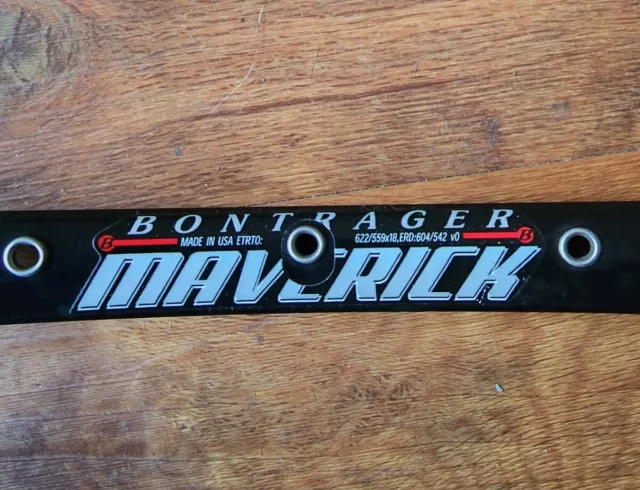 BONTRAGER
B MADE IN USA ETRTO: 622/559x18,ERD:604/542 v0 B
MAVERICK